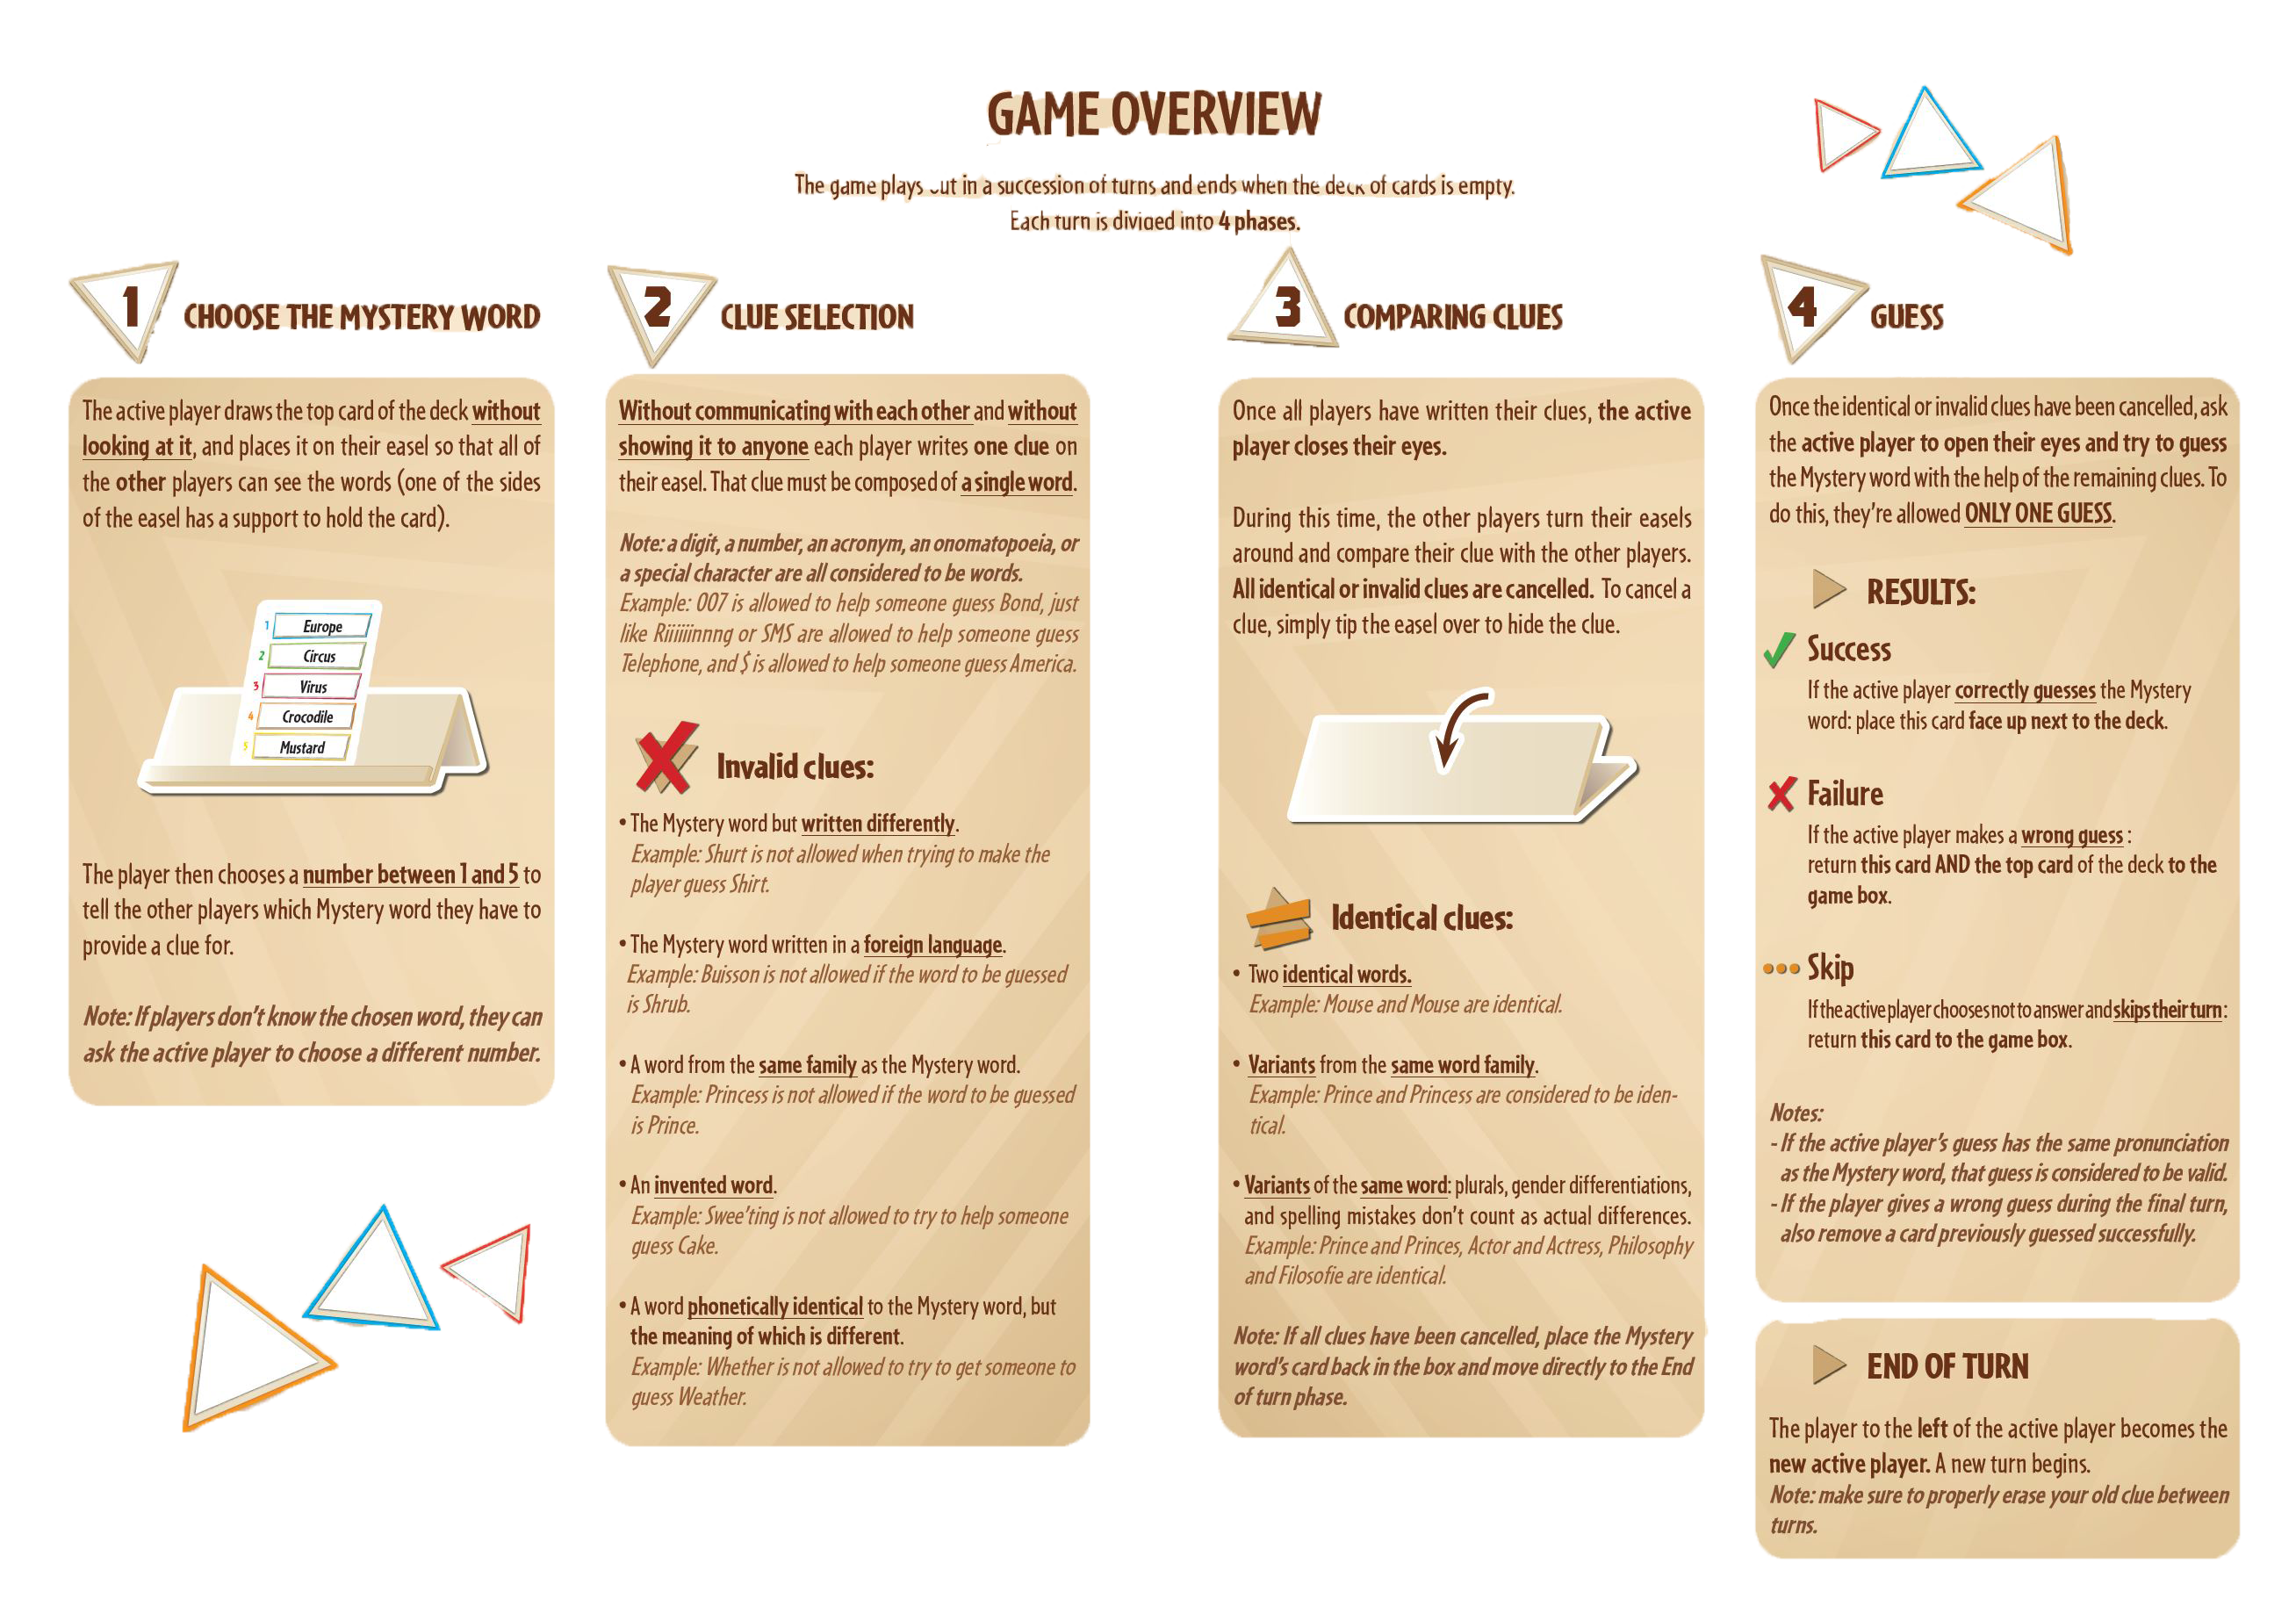 GAME OVERVIEW
The game plays out in a succession of turns and ends when the deck of cards is empty.
Each turn is divided into 4 phases.
1 CHOOSE THE MYSTERY WORD
The active player draws the top card of the deck without
looking at it, and places it on their easel so that all of
the other players can see the words (one of the sides
of the easel has a support to hold the card).
1 Europe
2 Circus
3 Virus
4 Crocodile
5 Mustard
The player then chooses a number between 1 and 5 to
tell the other players which Mystery word they have to
provide a clue for.
Note: If players don't know the chosen word, they can
ask the active player to choose a different number.
2 CLUE SELECTION
Without communicating with each other and without
showing it to anyone each player writes one clue on
their easel. That clue must be composed of a single word.
Note: a digit, a number, an acronym, an onomatopoeia, or
a special character are all considered to be words.
Example: 007 is allowed to help someone guess Bond, just
like Riiiiiinnng or SMS are allowed to help someone guess
Telephone, and $ is allowed to help someone guess America.
Invalid clues:
• The Mystery word but written differently.
Example: Shurt is not allowed when trying to make the
player guess Shirt.
• The Mystery word written in a foreign language.
Example: Buisson is not allowed if the word to be guessed
is Shrub.
• A word from the same family as the Mystery word.
Example: Princess is not allowed if the word to be guessed
is Prince.
• An invented word.
Example: Swee'ting is not allowed to try to help someone
guess Cake.
• A word phonetically identical to the Mystery word, but
the meaning of which is different.
Example: Whether is not allowed to try to get someone to
guess Weather.
3 COMPARING CLUES
Once all players have written their clues, the active
player closes their eyes.
During this time, the other players turn their easels
around and compare their clue with the other players.
All identical or invalid clues are cancelled. To cancel a
clue, simply tip the easel over to hide the clue.
Identical clues:
• Two identical words.
Example: Mouse and Mouse are identical.
• Variants from the same word family.
Example: Prince and Princess are considered to be iden-
tical.
• Variants of the same word: plurals, gender differentiations,
and spelling mistakes don't count as actual differences.
Example: Prince and Princes, Actor and Actress, Philosophy
and Filosofie are identical.
Note: If all clues have been cancelled, place the Mystery
word's card back in the box and move directly to the End
of turn phase.
4 GUESS
Once the identical or invalid clues have been cancelled, ask
the active player to open their eyes and try to guess
the Mystery word with the help of the remaining clues. To
do this, they're allowed ONLY ONE GUESS.
RESULTS:
Success
If the active player correctly guesses the Mystery
word: place this card face up next to the deck.
Failure
If the active player makes a wrong guess :
return this card AND the top card of the deck to the
game box.
Skip
If the active player chooses not to answer and skips their turn :
return this card to the game box.
Notes:
- If the active player's guess has the same pronunciation
as the Mystery word, that guess is considered to be valid.
- If the player gives a wrong guess during the final turn,
also remove a card previously guessed successfully.
END OF TURN
The player to the left of the active player becomes the
new active player. A new turn begins.
Note: make sure to properly erase your old clue between
turns.